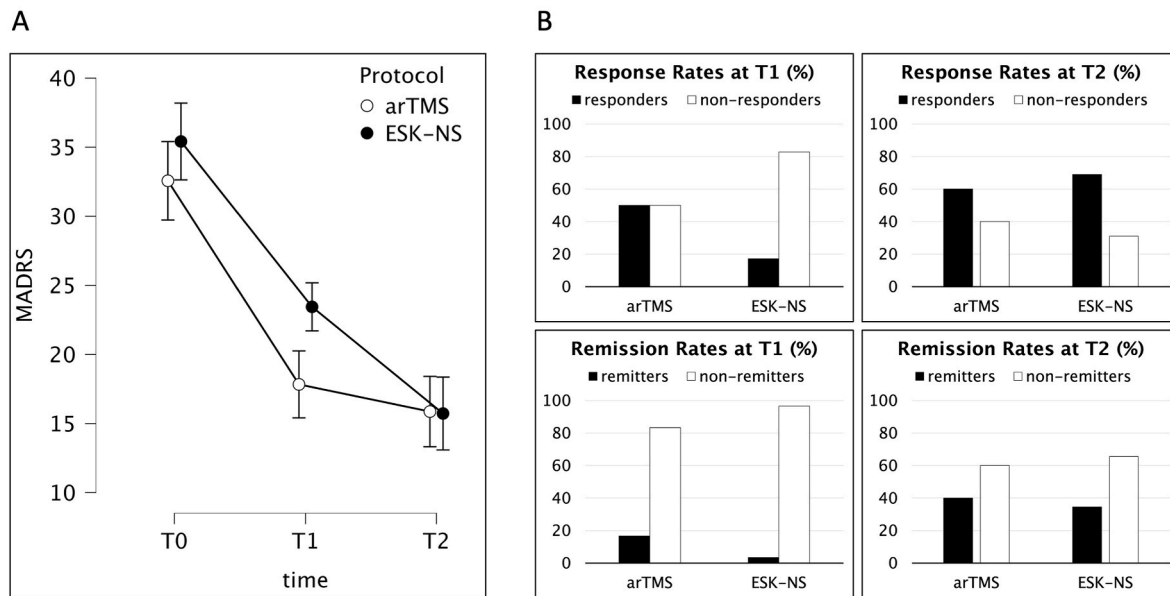 A
40
35
30
25
20
15
10
MADRS
Protocol
arTMS
ESK-NS
T0 T1 T2
time
B
Response Rates at T1 (%)
responders non-responders
100
80
60
40
20
0
arTMS ESK-NS
Response Rates at T2 (%)
responders non-responders
100
80
60
40
20
0
arTMS ESK-NS
Remission Rates at T1 (%)
remitters non-remitters
100
80
60
40
20
0
arTMS ESK-NS
Remission Rates at T2 (%)
remitters non-remitters
100
80
60
40
20
0
arTMS ESK-NS